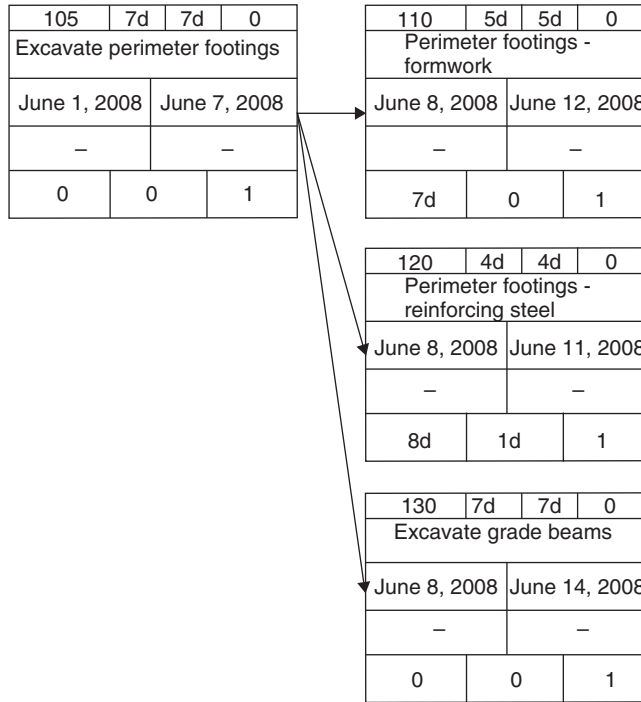 105 7d 7d 0
Excavate perimeter footings
June 1, 2008 June 7, 2008
– –
0 0 1
110 5d 5d 0
Perimeter footings -
formwork
June 8, 2008 June 12, 2008
– –
7d 0 1
120 4d 4d 0
Perimeter footings -
reinforcing steel
June 8, 2008 June 11, 2008
– –
8d 1d 1
130 7d 7d 0
Excavate grade beams
June 8, 2008 June 14, 2008
– –
0 0 1